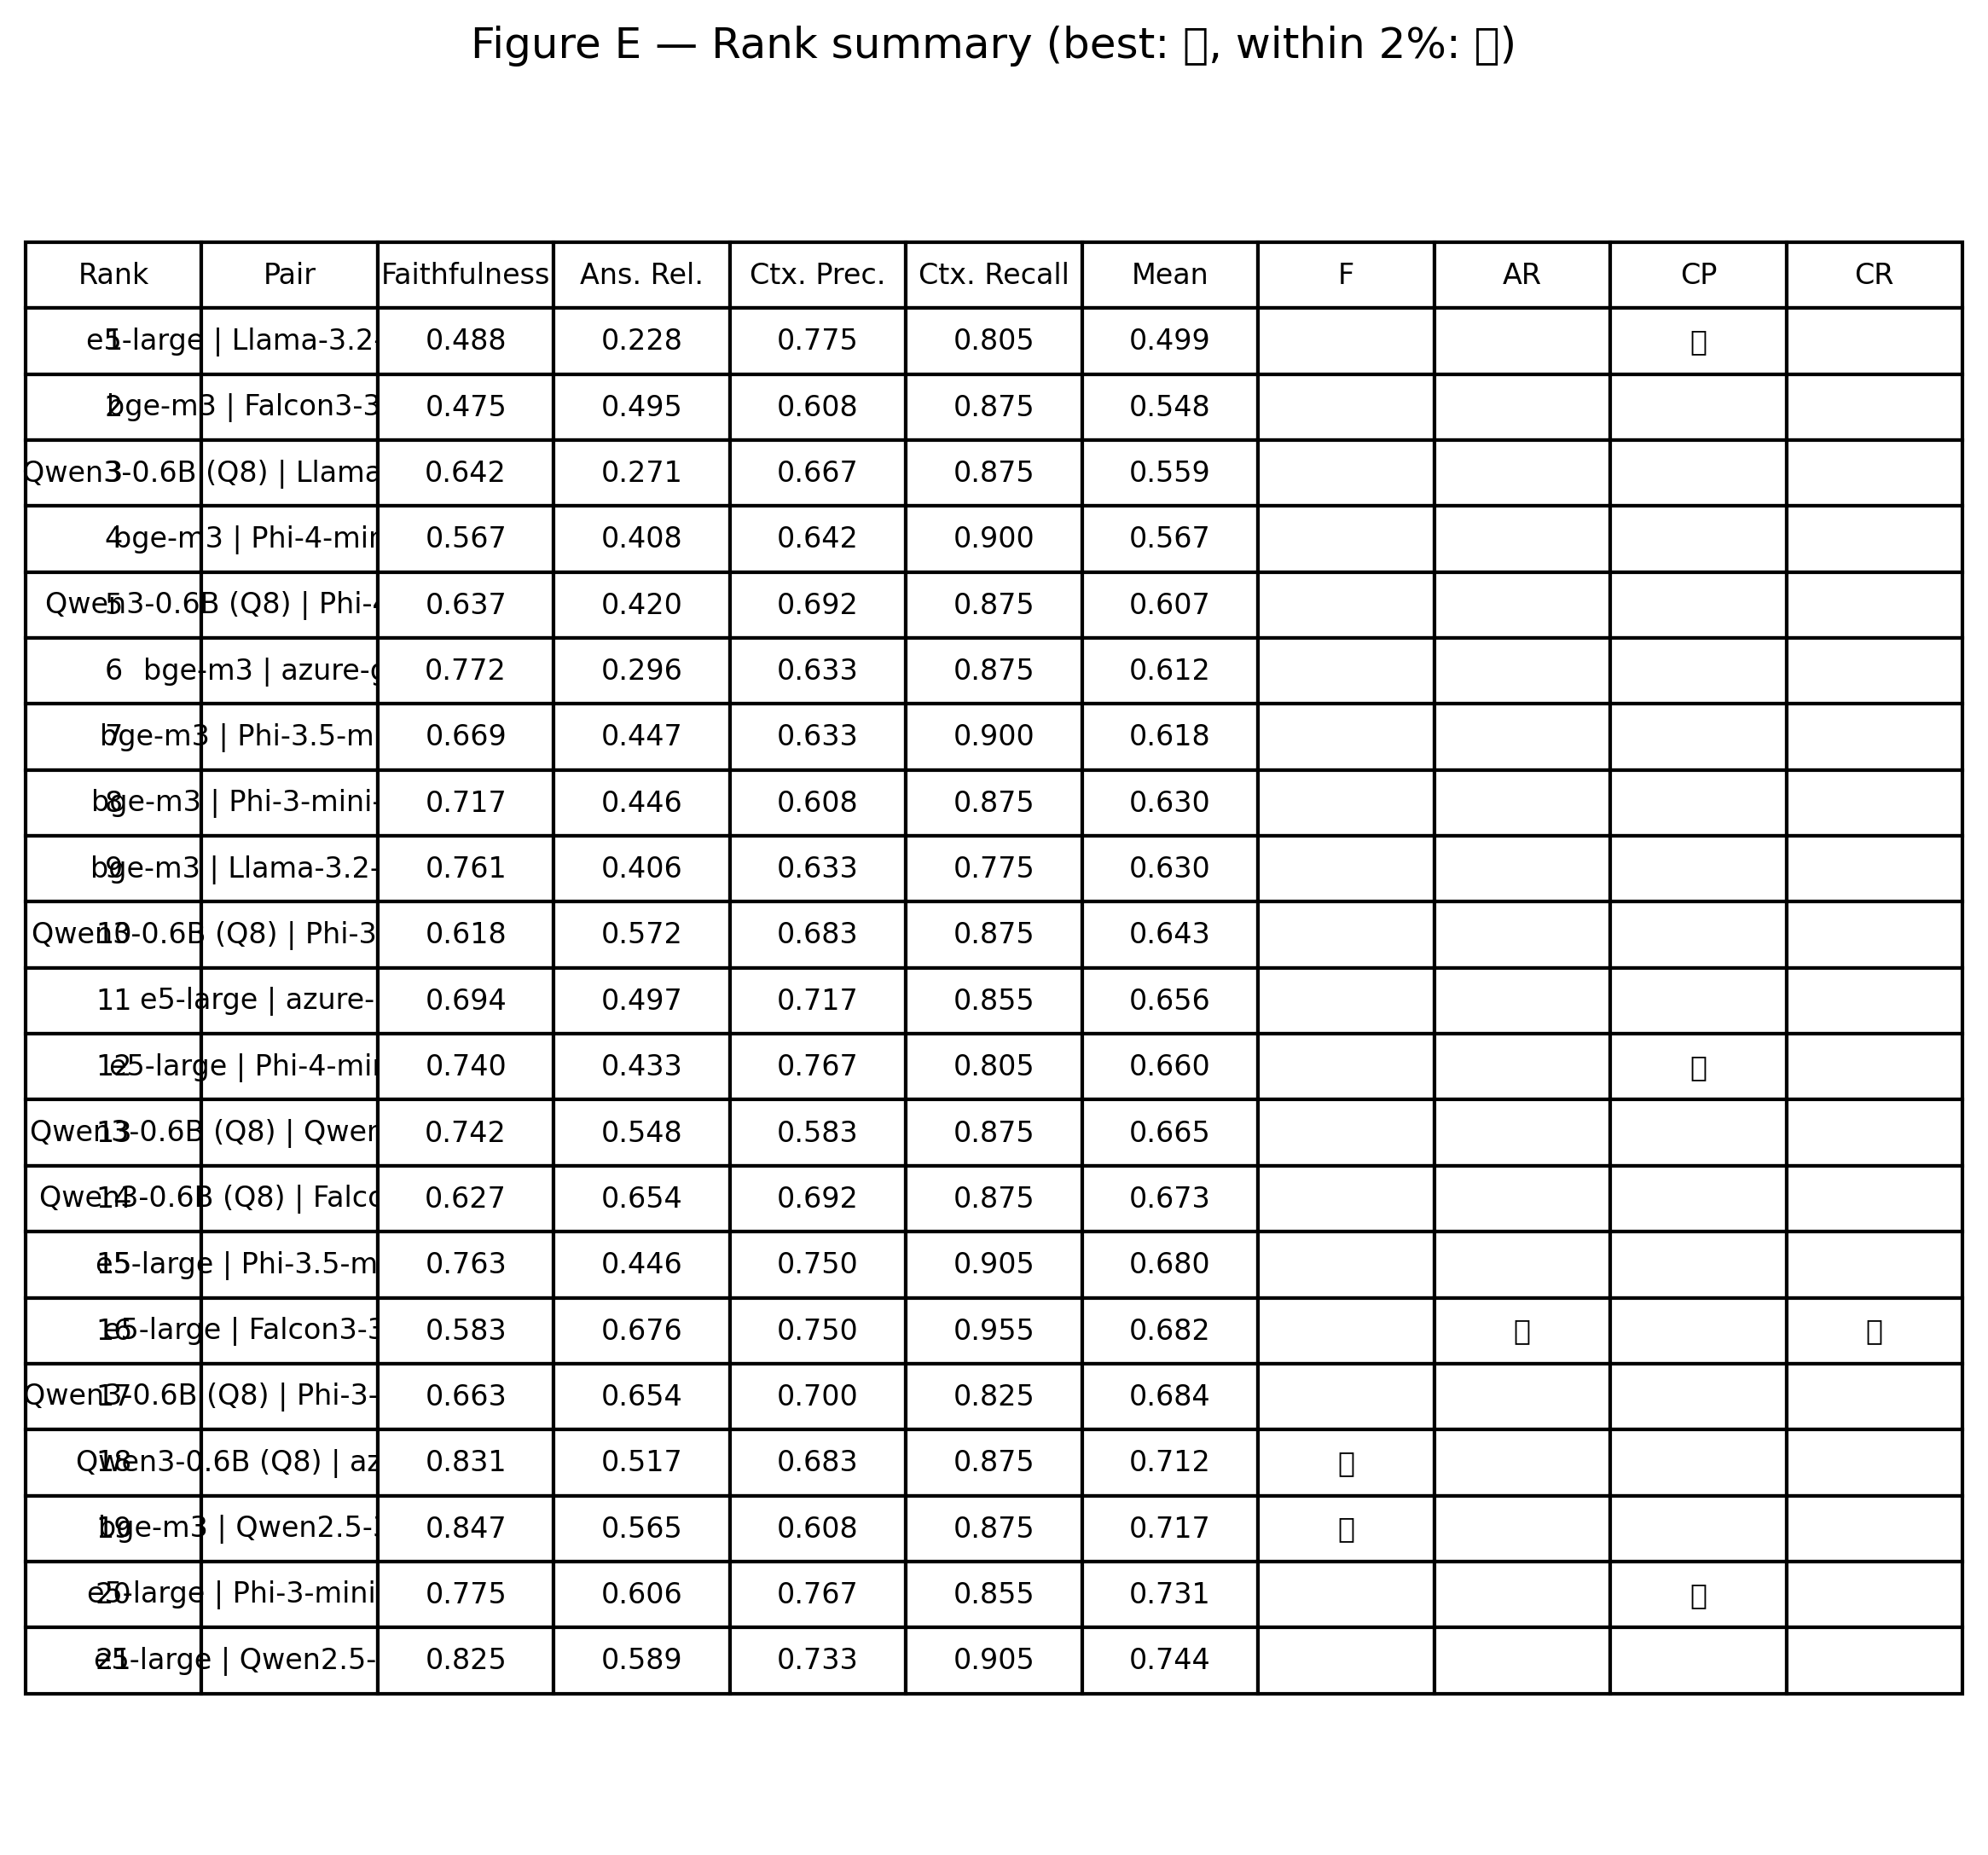 Figure E — Rank summary (best: ▯, within 2%: ▯)
Rank Pair Faithfulness Ans. Rel. Ctx. Prec. Ctx. Recall Mean F AR CP CR
1 e5-large | Llama-3.2- 0.488 0.228 0.775 0.805 0.499 ▯
2 bge-m3 | Falcon3-3 0.475 0.495 0.608 0.875 0.548
3 Qwen3-0.6B (Q8) | Llama 0.642 0.271 0.667 0.875 0.559
4 bge-m3 | Phi-4-min 0.567 0.408 0.642 0.900 0.567
5 Qwen3-0.6B (Q8) | Phi-4 0.637 0.420 0.692 0.875 0.607
6 bge-m3 | azure-g 0.772 0.296 0.633 0.875 0.612
7 bge-m3 | Phi-3.5-m 0.669 0.447 0.633 0.900 0.618
8 bge-m3 | Phi-3-mini- 0.717 0.446 0.608 0.875 0.630
9 bge-m3 | Llama-3.2- 0.761 0.406 0.633 0.775 0.630
10 Qwen3-0.6B (Q8) | Phi-3 0.618 0.572 0.683 0.875 0.643
11 e5-large | azure- 0.694 0.497 0.717 0.855 0.656
12 e5-large | Phi-4-min 0.740 0.433 0.767 0.805 0.660 ▯
13 Qwen3-0.6B (Q8) | Qwen 0.742 0.548 0.583 0.875 0.665
14 Qwen3-0.6B (Q8) | Falco 0.627 0.654 0.692 0.875 0.673
15 e5-large | Phi-3.5-m 0.763 0.446 0.750 0.905 0.680
16 e5-large | Falcon3-3 0.583 0.676 0.750 0.955 0.682 ▯ ▯
17 Qwen3-0.6B (Q8) | Phi-3- 0.663 0.654 0.700 0.825 0.684
18 Qwen3-0.6B (Q8) | az 0.831 0.517 0.683 0.875 0.712 ▯
19 bge-m3 | Qwen2.5-3 0.847 0.565 0.608 0.875 0.717 ▯
20 e5-large | Phi-3-mini 0.775 0.606 0.767 0.855 0.731 ▯
21 e5-large | Qwen2.5- 0.825 0.589 0.733 0.905 0.744